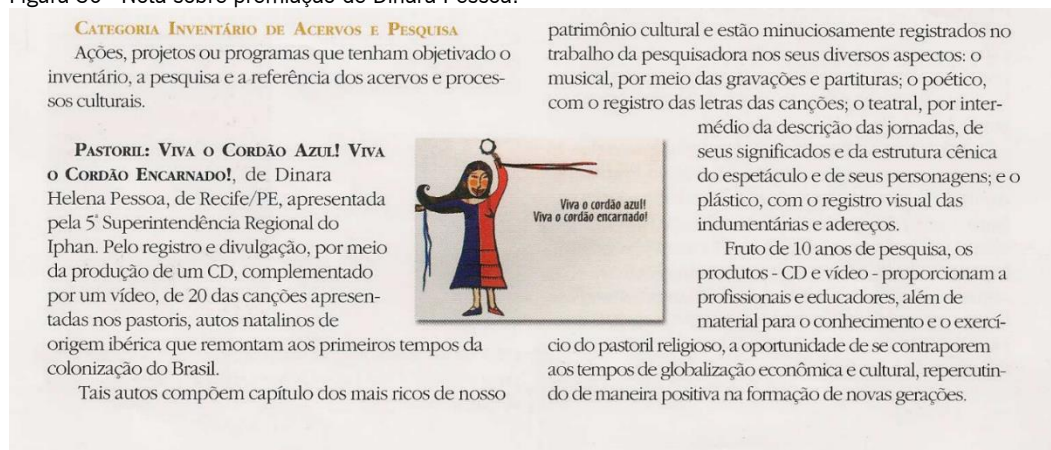 Figura 30 - Nota sobre premiação de Dinara Pessoa.
CATEGORIA INVENTÁRIO DE ACERVOS E PESQUISA
Ações, projetos ou programas que tenham objetivado o
inventário, a pesquisa e a referência dos acervos e proces-
sos culturais.
PASTORIL: VIVA O CORDÃO AZUL! VIVA
O CORDÃO ENCARNADO!, de Dinara
Helena Pessoa, de Recife/PE, apresentada
pela 5ª Superintendência Regional do
Iphan. Pelo registro e divulgação, por meio
da produção de um CD, complementado
por um vídeo, de 20 das canções apresen-
tadas nos pastoris, autos natalinos de
origem ibérica que remontam aos primeiros tempos da
colonização do Brasil.
Tais autos compõem capítulo dos mais ricos de nosso
Viva o cordão azul!
Viva o cordão encarnado!
patrimônio cultural e estão minuciosamente registrados no
trabalho da pesquisadora nos seus diversos aspectos: o
musical, por meio das gravações e partituras; o poético,
com o registro das letras das canções; o teatral, por inter-
médio da descrição das jornadas, de
seus significados e da estrutura cênica
do espetáculo e de seus personagens; e o
plástico, com o registro visual das
indumentárias e adereços.
Fruto de 10 anos de pesquisa, os
produtos - CD e vídeo - proporcionam a
profissionais e educadores, além de
material para o conhecimento e o exercí-
cio do pastoril religioso, a oportunidade de se contraporem
aos tempos de globalização econômica e cultural, repercutin-
do de maneira positiva na formação de novas gerações.